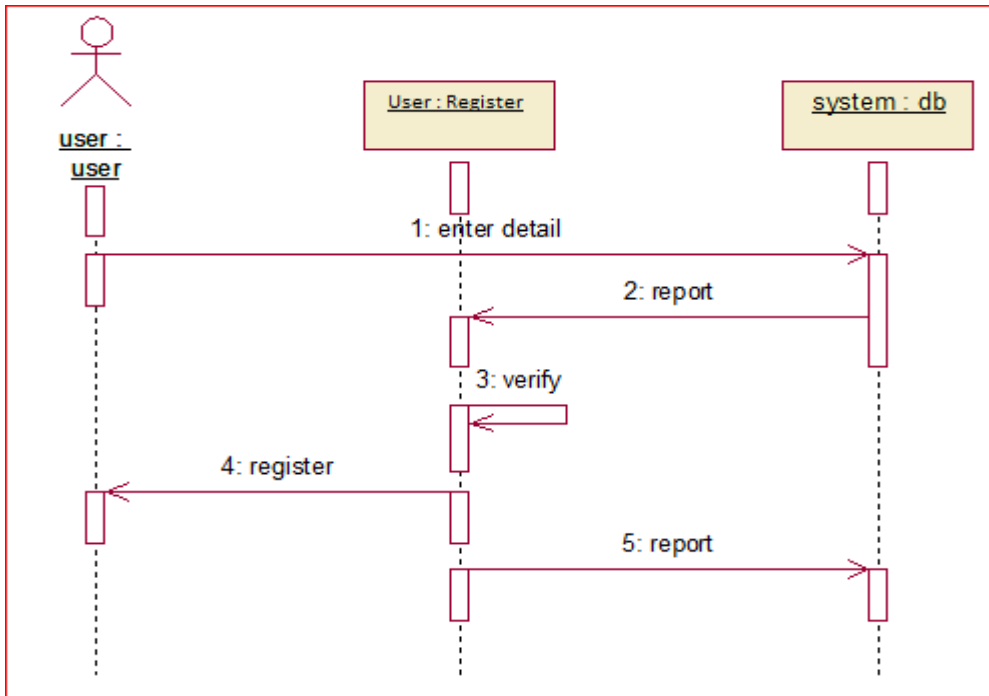 user :
user
User : Register
system : db
1: enter detail
2: report
3: verify
4: register
5: report